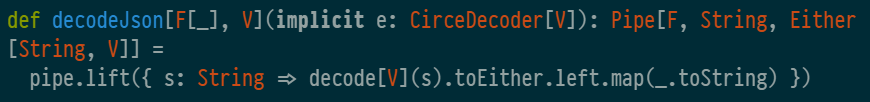 def decodeJson[F[_], V](implicit e: CirceDecoder[V]): Pipe[F, String, Either
[String, V]] =
  pipe.lift({ s: String ⇒ decode[V](s).toEither.left.map(_.toString) })